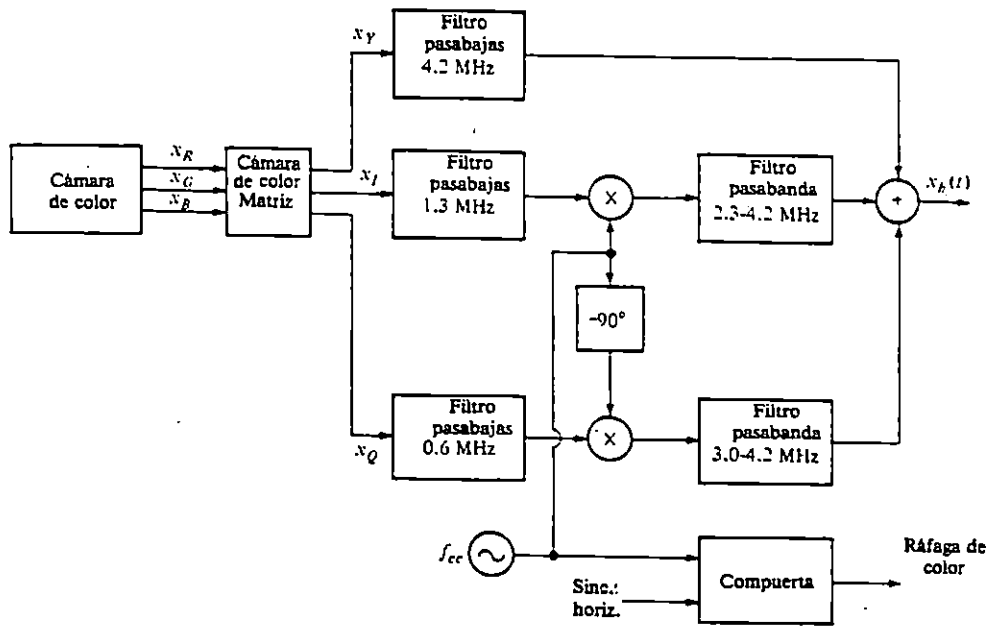 x_Y
Filtro
pasabajas
4.2 MHz
x_R
x_G
x_B
Cámara
de color
Cámara
de color
Matriz
x_I
Filtro
pasabajas
1.3 MHz
X
Filtro
pasabanda
2.3-4.2 MHz
+
x_b(t)
-90°
x_Q
Filtro
pasabajas
0.6 MHz
X
Filtro
pasabanda
3.0-4.2 MHz
f_cc
Sinc.:
horiz.
Compuerta
Ráfaga de
color